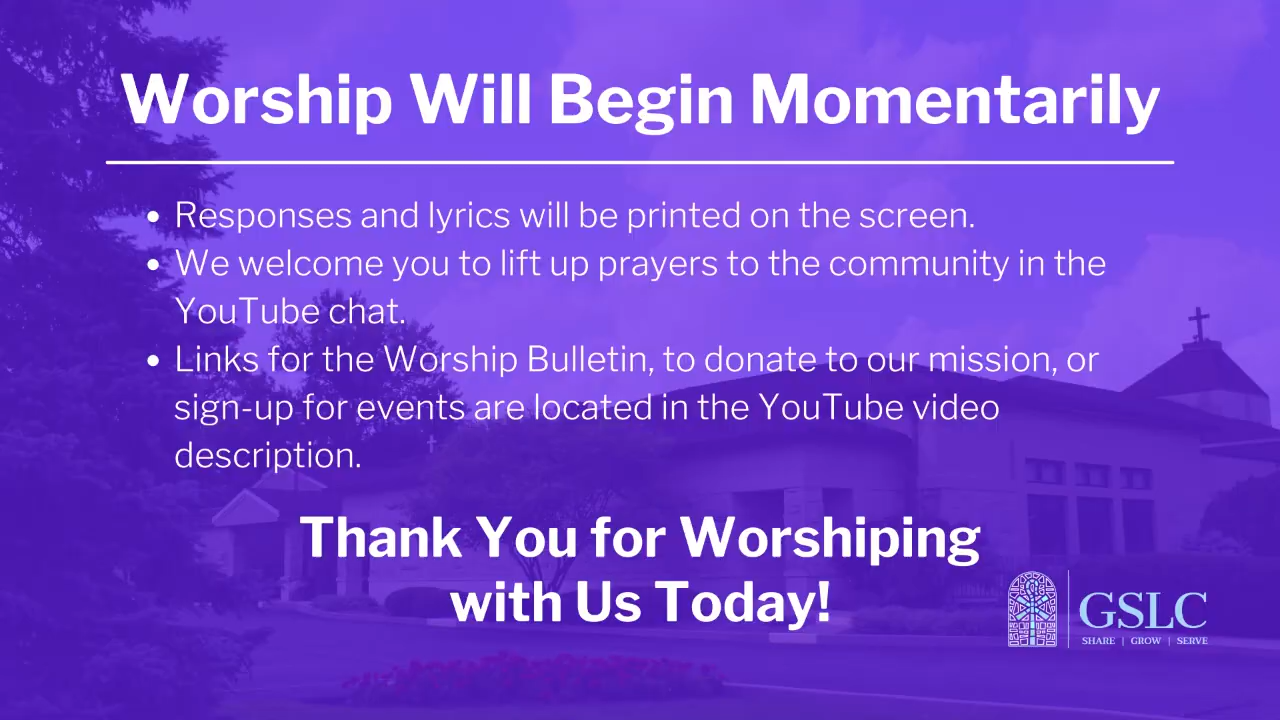 Worship Will Begin Momentarily
• Responses and lyrics will be printed on the screen.
• We welcome you to lift up prayers to the community in the
YouTube chat.
• Links for the Worship Bulletin, to donate to our mission, or
sign-up for events are located in the YouTube video
description.
Thank You for Worshiping
with Us Today!
GSLC
SHARE | GROW | SERVE